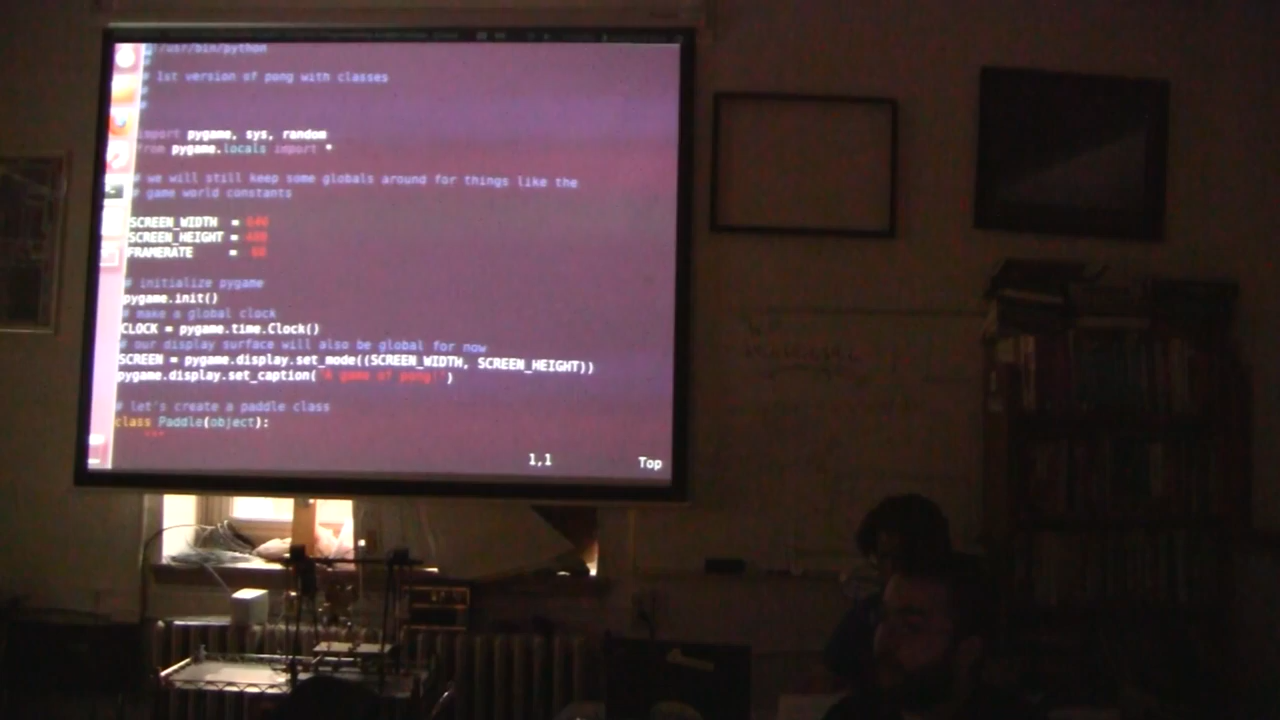 #!/usr/bin/python
#
# 1st version of pong with classes
#
#
import pygame, sys, random
from pygame.locals import *
# we will still keep some globals around for things like the
# game world constants
SCREEN_WIDTH = 640
SCREEN_HEIGHT = 480
FRAMERATE = 60
# initialize pygame
pygame.init()
# make a global clock
CLOCK = pygame.time.Clock()
# our display surface will also be global for now
SCREEN = pygame.display.set_mode((SCREEN_WIDTH, SCREEN_HEIGHT))
pygame.display.set_caption('A game of pong!')
# let's create a paddle class
class Paddle(object):
"""
1,1 Top